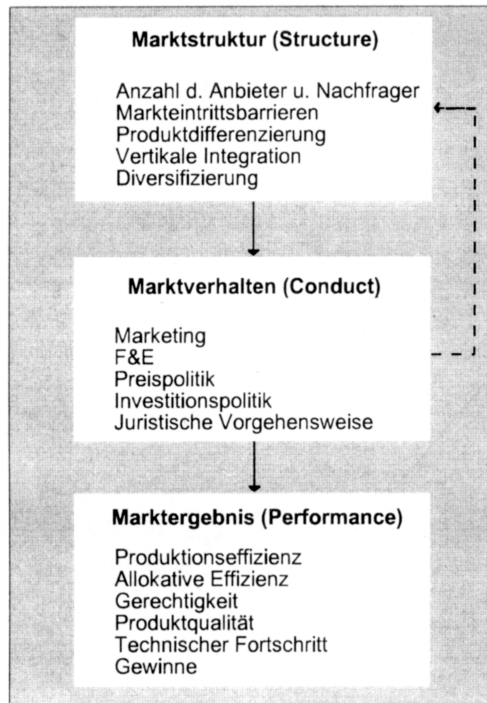 Marktstruktur (Structure)
Anzahl d. Anbieter u. Nachfrager
Markteintrittsbarrieren
Produktdifferenzierung
Vertikale Integration
Diversifizierung
Marktverhalten (Conduct)
Marketing
F&E
Preispolitik
Investitionspolitik
Juristische Vorgehensweise
Marktergebnis (Performance)
Produktionseffizienz
Allokative Effizienz
Gerechtigkeit
Produktqualität
Technischer Fortschritt
Gewinne